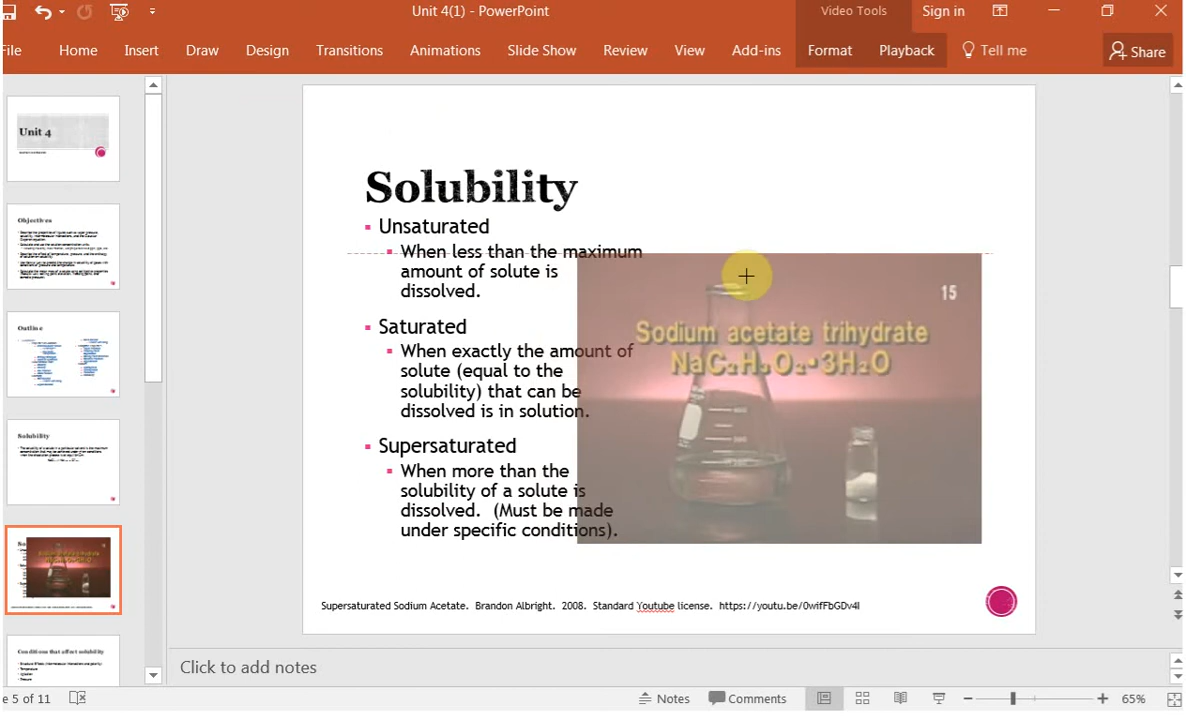 Unit 4(1) - PowerPoint
Video Tools
Sign in
File
Home
Insert
Draw
Design
Transitions
Animations
Slide Show
Review
View
Add-ins
Format
Playback
Tell me
Share
Unit 4
Objectives
Outline
Solubility
Conditions that affect solubility
Solubility
Unsaturated
When less than the maximum
amount of solute is
dissolved.
Saturated
When exactly the amount of
solute (equal to the
solubility) that can be
dissolved is in solution.
Supersaturated
When more than the
solubility of a solute is
dissolved. (Must be made
under specific conditions).
15
Sodium acetate trihydrate
NaC₂H₃O₂•3H₂O
Supersaturated Sodium Acetate. Brandon Albright. 2008. Standard Youtube license. https://youtu.be/0wifFbGDv4I
Click to add notes
e 5 of 11
Notes
Comments
65%